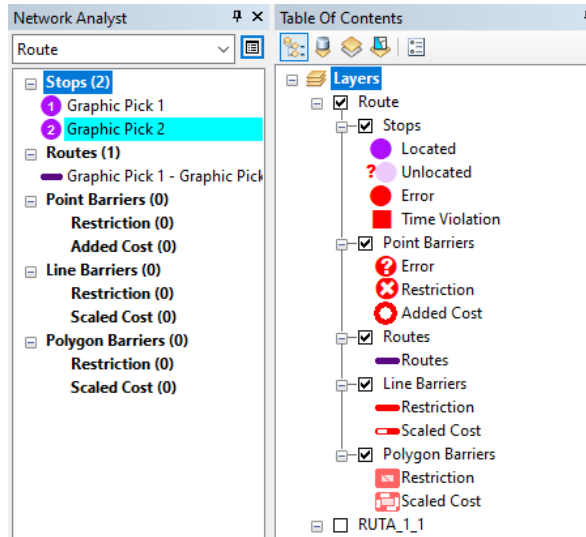 Network Analyst
Route
Stops (2)
1 Graphic Pick 1
2 Graphic Pick 2
Routes (1)
Graphic Pick 1 - Graphic Pick
Point Barriers (0)
Restriction (0)
Added Cost (0)
Line Barriers (0)
Restriction (0)
Scaled Cost (0)
Polygon Barriers (0)
Restriction (0)
Scaled Cost (0)
Table Of Contents
Layers
Route
Stops
Located
? Unlocated
Error
Time Violation
Point Barriers
? Error
Restriction
Added Cost
Routes
Routes
Line Barriers
Restriction
Scaled Cost
Polygon Barriers
Restriction
Scaled Cost
RUTA_1_1